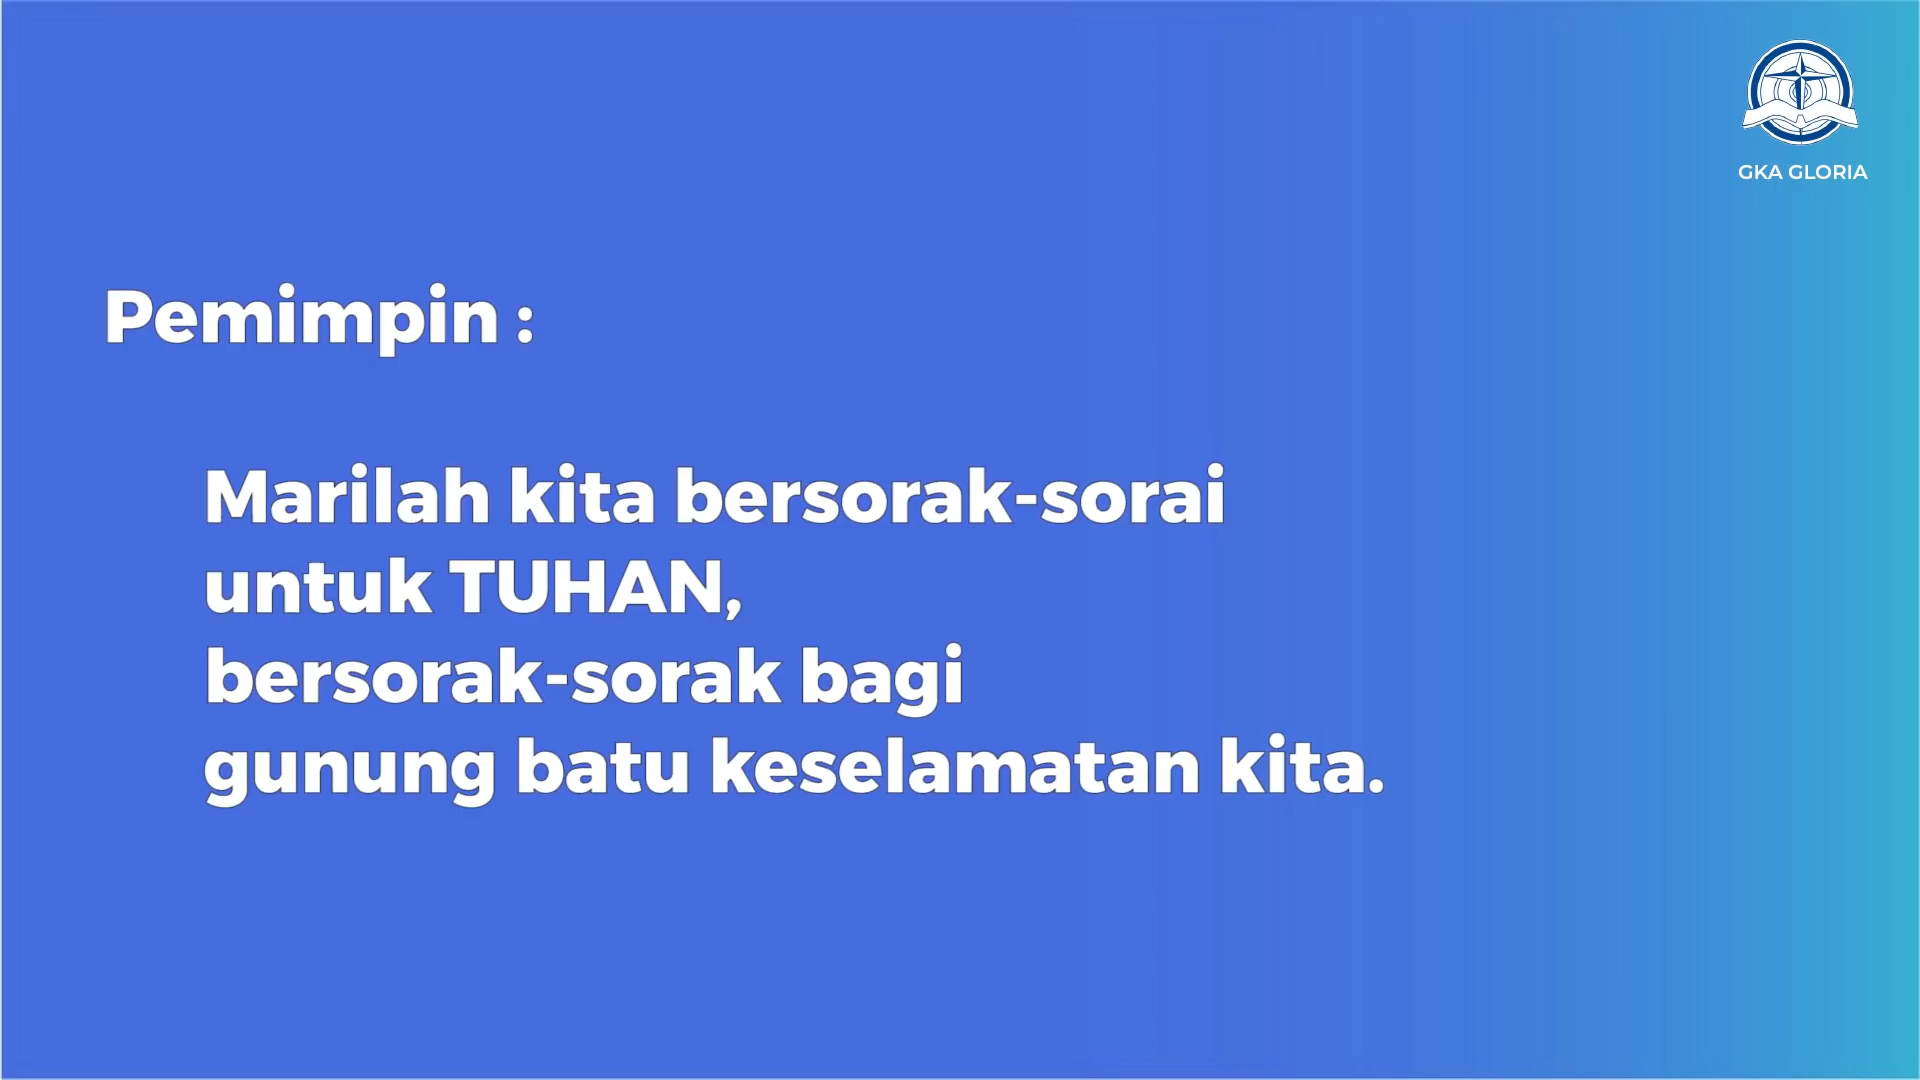 GKA GLORIA
Pemimpin :
Marilah kita bersorak-sorai
untuk TUHAN,
bersorak-sorak bagi
gunung batu keselamatan kita.